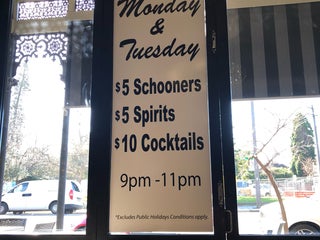 Monday
&
Tuesday
$5 Schooners
$5 Spirits
$10 Cocktails
9pm -11pm
*Excludes Public Holidays Conditions apply.